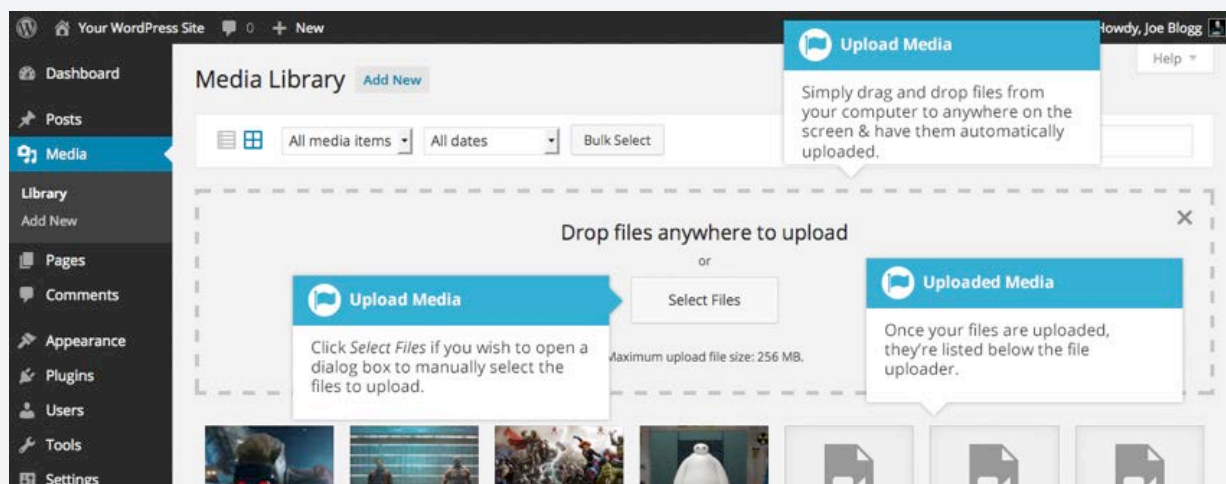 Your WordPress Site 0 + New
Howdy, Joe Blogg
Dashboard
Posts
Media
Library
Add New
Pages
Comments
Appearance
Plugins
Users
Tools
Settings
Media Library Add New
Help
All media items All dates Bulk Select
Upload Media
Simply drag and drop files from
your computer to anywhere on the
screen & have them automatically
uploaded.
Drop files anywhere to upload
or
Select Files
Maximum upload file size: 256 MB.
Upload Media
Click Select Files if you wish to open a
dialog box to manually select the
files to upload.
Uploaded Media
Once your files are uploaded,
they're listed below the file
uploader.